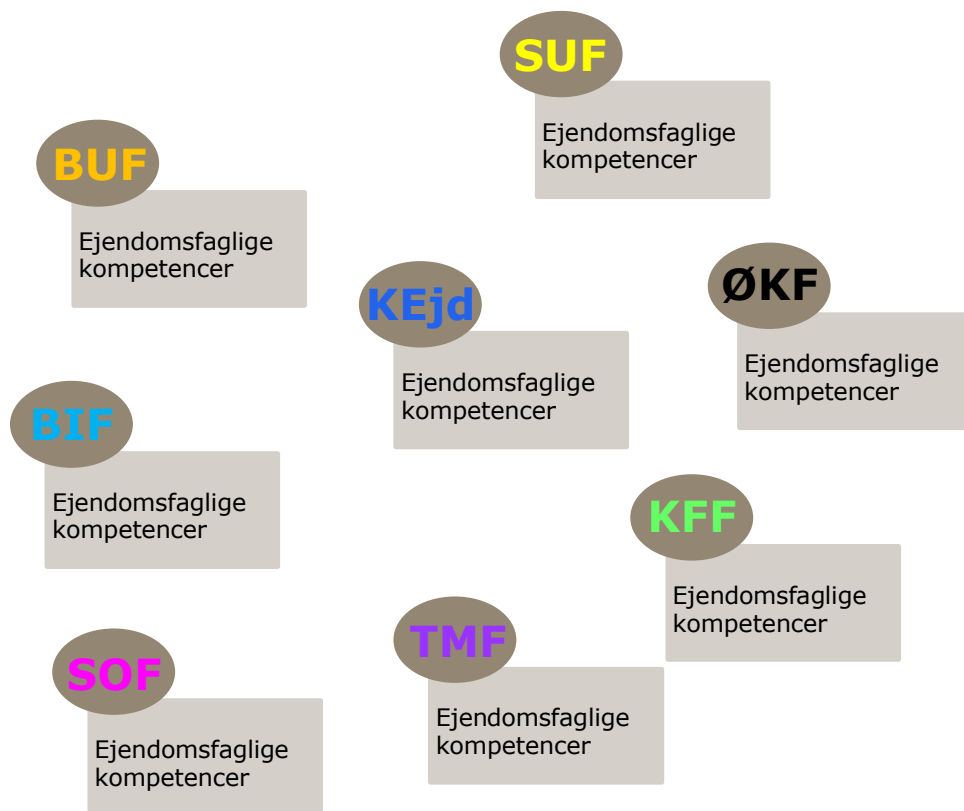 SUF
Ejendomsfaglige
kompetencer
BUF
Ejendomsfaglige
kompetencer
KEjd
Ejendomsfaglige
kompetencer
ØKF
Ejendomsfaglige
kompetencer
BIF
Ejendomsfaglige
kompetencer
KFF
Ejendomsfaglige
kompetencer
SOF
Ejendomsfaglige
kompetencer
TMF
Ejendomsfaglige
kompetencer